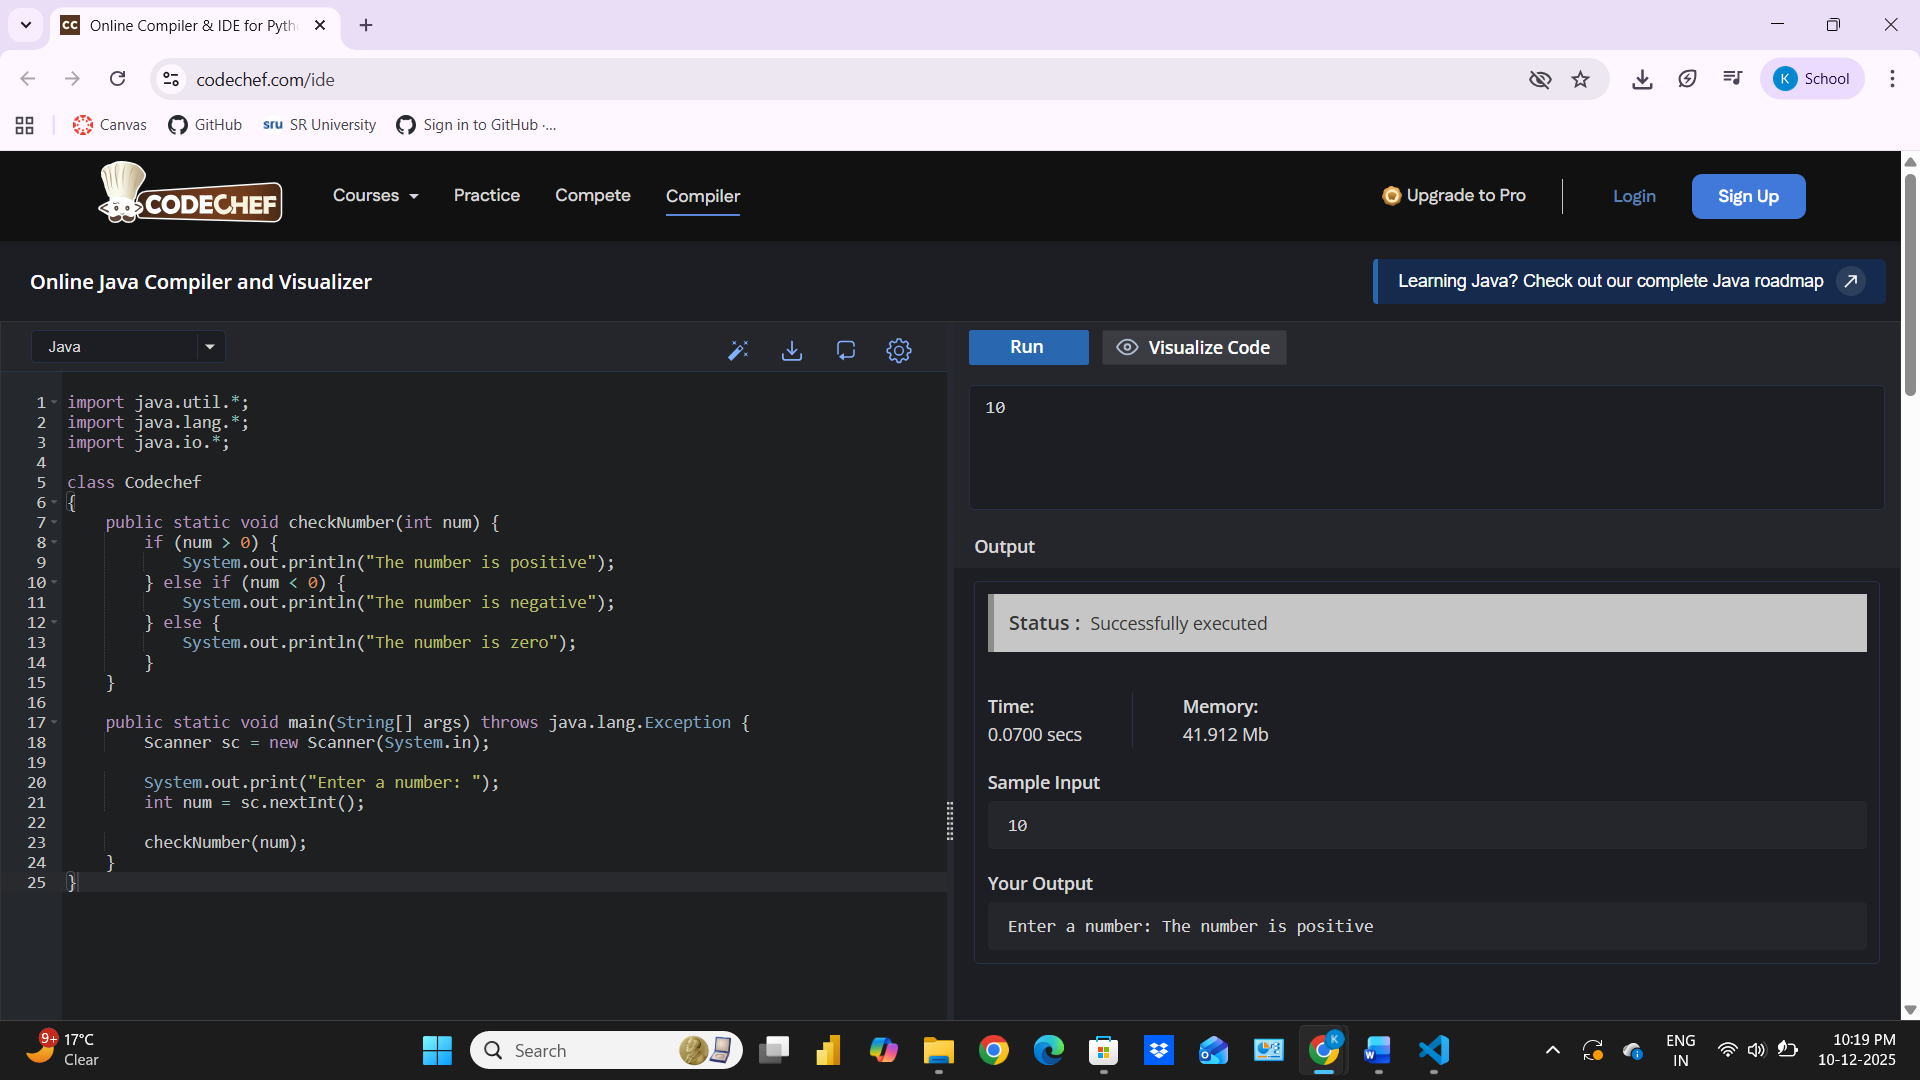 Online Compiler & IDE for Pyth
codechef.com/ide
K School
Canvas
GitHub
sru SR University
Sign in to GitHub ·...
CODECHEF
Courses
Practice
Compete
Compiler
Upgrade to Pro
Login
Sign Up
Online Java Compiler and Visualizer
Learning Java? Check out our complete Java roadmap
Java
Run
Visualize Code
1 import java.util.*;
2 import java.lang.*;
3 import java.io.*;
4
5 class Codechef
6 {
7     public static void checkNumber(int num) {
8         if (num > 0) {
9             System.out.println("The number is positive");
10         } else if (num < 0) {
11             System.out.println("The number is negative");
12         } else {
13             System.out.println("The number is zero");
14         }
15     }
16
17     public static void main(String[] args) throws java.lang.Exception {
18         Scanner sc = new Scanner(System.in);
19
20         System.out.print("Enter a number: ");
21         int num = sc.nextInt();
22
23         checkNumber(num);
24     }
25 }
10
Output
Status : Successfully executed
Time:
0.0700 secs
Memory:
41.912 Mb
Sample Input
10
Your Output
Enter a number: The number is positive
9+
17°C
Clear
Search
ENG
IN
10:19 PM
10-12-2025